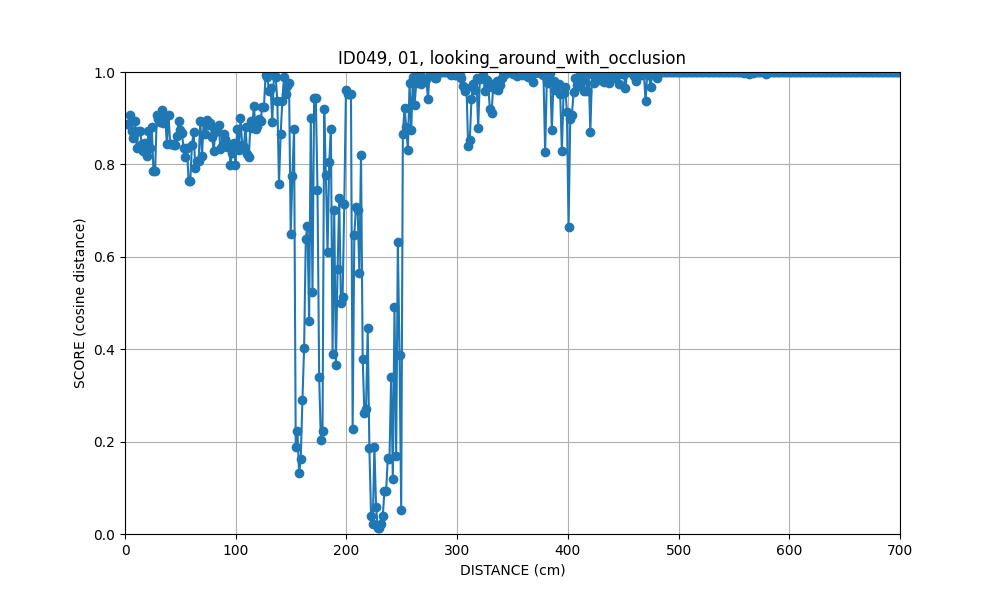 ID049, 01, looking_around_with_occlusion
1.0
0.8
0.6
0.4
0.2
0.0
SCORE (cosine distance)
0 100 200 300 400 500 600 700
DISTANCE (cm)